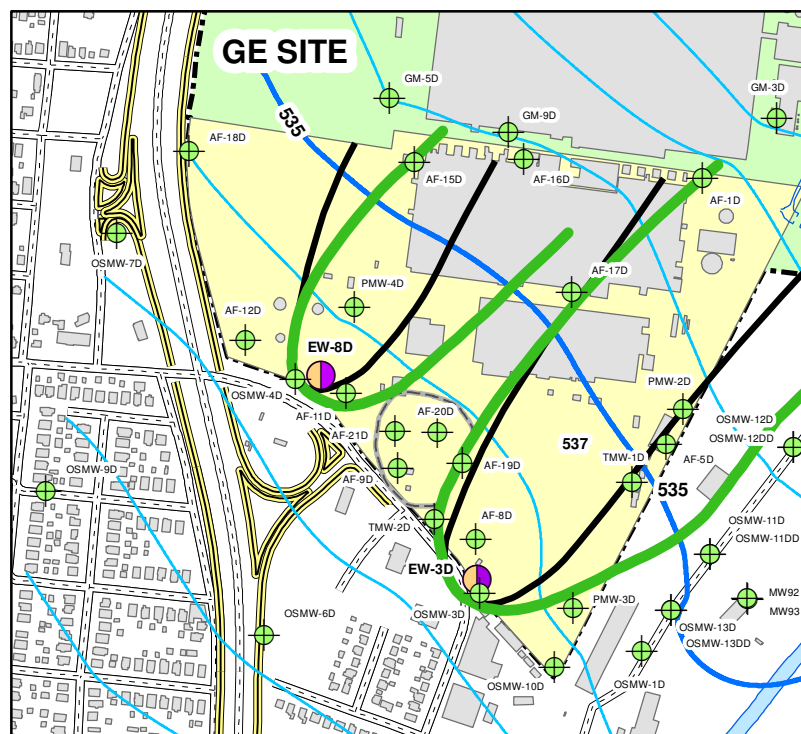 GE SITE
GM-5D
GM-3D
GM-9D
535
AF-18D
AF-15D
AF-16D
AF-1D
OSMW-7D
AF-17D
PMW-4D
AF-12D
EW-8D
OSMW-4D
PMW-2D
AF-11D
AF-20D
OSMW-12D
AF-21D
537
OSMW-12DD
TMW-1D
AF-5D
OSMW-9D
AF-19D
AF-9D
535
OSMW-11D
TMW-2D
AF-8D
OSMW-11DD
EW-3D
MW92
OSMW-6D
OSMW-3D
PMW-3D
MW93
OSMW-13D
OSMW-13DD
OSMW-10D
OSMW-1D